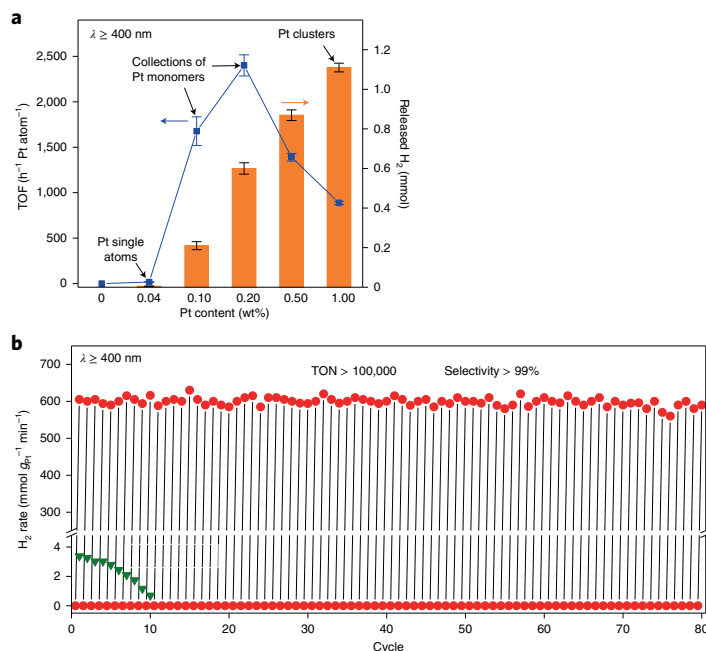 a
λ ≥ 400 nm
Pt clusters
Collections of
Pt monomers
Pt single
atoms
TOF (h⁻¹ Pt atom⁻¹)
2,500
2,000
1,500
1,000
500
0
1.2
1.0
0.8
0.6
0.4
0.2
0
Released H₂
(mmol)
0 0.04 0.10 0.20 0.50 1.00
Pt content (wt%)
b
λ ≥ 400 nm
TON > 100,000 Selectivity > 99%
H₂ rate (mmol gPt⁻¹ min⁻¹)
700
600
500
400
300
4
2
0
0 10 20 30 40 50 60 70 80
Cycle